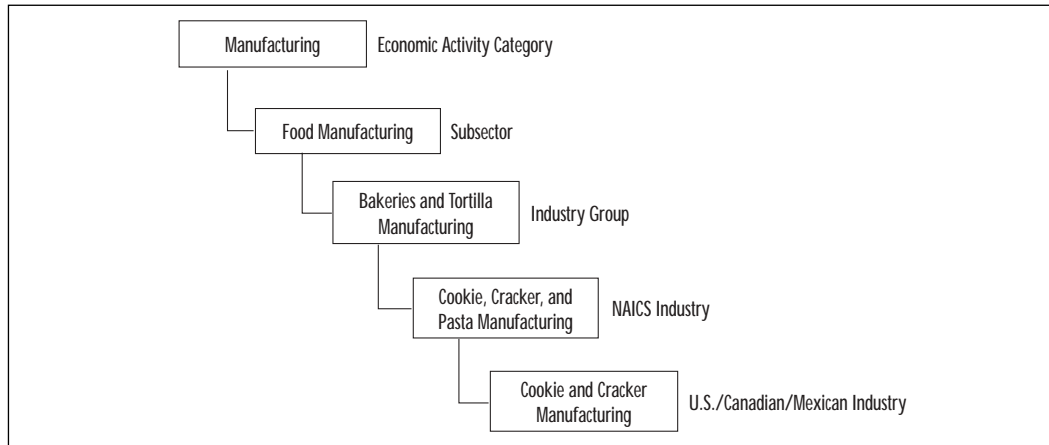 Manufacturing Economic Activity Category
Food Manufacturing Subsector
Bakeries and Tortilla
Manufacturing
Industry Group
Cookie, Cracker, and
Pasta Manufacturing
NAICS Industry
Cookie and Cracker
Manufacturing
U.S./Canadian/Mexican Industry